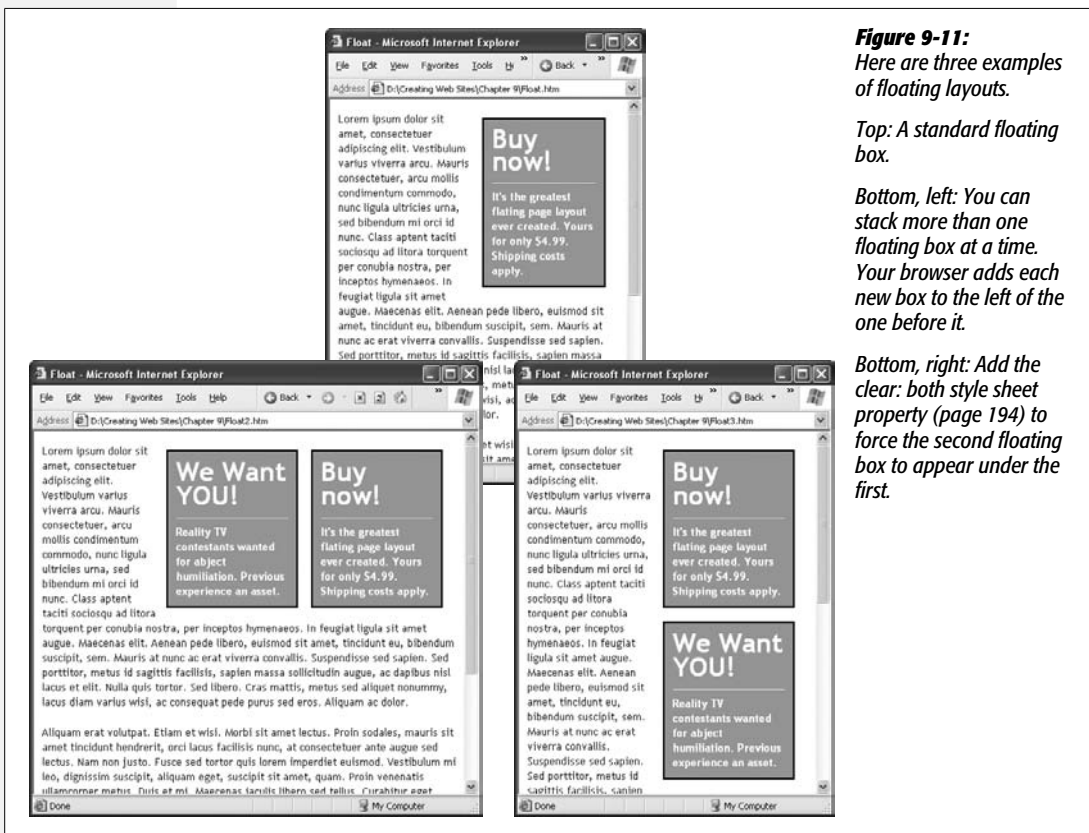 Float - Microsoft Internet Explorer
File Edit View Favorites Tools H » Back »
Address D:\Creating Web Sites\Chapter 9\Float.htm
Lorem ipsum dolor sit
amet, consectetuer
adipiscing elit. Vestibulum
varius viverra arcu. Mauris
consectetuer, arcu mollis
condimentum commodo,
nunc ligula ultricies urna,
sed bibendum mi orci id
nunc. Class aptent taciti
sociosqu ad litora torquent
per conubia nostra, per
inceptos hymenaeos. In
feugiat ligula sit amet
augue. Maecenas elit. Aenean pede libero, euismod sit
amet, tincidunt eu, bibendum suscipit, sem. Mauris at
nunc ac erat viverra convallis. Suspendisse sed sapien.
Sed porttitor, metus id sagittis facilisis, sapien massa
Buy
now!
It's the greatest
flating page layout
ever created. Yours
for only $4.99.
Shipping costs
apply.
Float - Microsoft Internet Explorer
File Edit View Favorites Tools Help Back »
Address D:\Creating Web Sites\Chapter 9\Float2.htm
Lorem ipsum dolor sit
amet, consectetuer
adipiscing elit.
Vestibulum varius
viverra arcu. Mauris
consectetuer, arcu
mollis condimentum
commodo, nunc ligula
ultricies urna, sed
bibendum mi orci id
nunc. Class aptent
taciti sociosqu ad litora
torquent per conubia nostra, per inceptos hymenaeos. In feugiat ligula sit amet
augue. Maecenas elit. Aenean pede libero, euismod sit amet, tincidunt eu, bibendum
suscipit, sem. Mauris at nunc ac erat viverra convallis. Suspendisse sed sapien. Sed
porttitor, metus id sagittis facilisis, sapien massa sollicitudin augue, ac dapibus nisl
lacus et elit. Nulla quis tortor. Sed libero. Cras mattis, metus sed aliquet nonummy,
lacus diam varius wisi, ac consequat pede purus sed eros. Aliquam ac dolor.
Aliquam erat volutpat. Etiam et wisi. Morbi sit amet lectus. Proin sodales, mauris sit
amet tincidunt hendrerit, orci lacus facilisis nunc, at consectetuer ante augue sed
lectus. Nam non justo. Fusce sed tortor quis lorem imperdiet euismod. Vestibulum mi
leo, dignissim suscipit, aliquam eget, suscipit sit amet, quam. Proin venenatis
ullamcorper metus. Duis et mi. Maecenas iaculis libero sed tellus. Curabitur eget
We Want
YOU!
Reality TV
contestants wanted
for abject
humiliation. Previous
experience an asset.
Buy
now!
It's the greatest
flating page layout
ever created. Yours
for only $4.99.
Shipping costs apply.
Done My Computer
Float - Microsoft Internet Explorer
File Edit View Favorites Tools H » Back »
Address D:\Creating Web Sites\Chapter 9\Float3.htm
Lorem ipsum dolor sit
amet, consectetuer
adipiscing elit.
Vestibulum varius viverra
arcu. Mauris
consectetuer, arcu mollis
condimentum commodo,
nunc ligula ultricies urna,
sed bibendum mi orci id
nunc. Class aptent taciti
sociosqu ad litora
torquent per conubia
nostra, per inceptos
hymenaeos. In feugiat
ligula sit amet augue.
Maecenas elit. Aenean
pede libero, euismod sit
amet, tincidunt eu,
bibendum suscipit, sem.
Mauris at nunc ac erat
viverra convallis.
Suspendisse sed sapien.
Sed porttitor, metus id
sagittis facilisis, sapien
Buy
now!
It's the greatest
flating page layout
ever created. Yours
for only $4.99.
Shipping costs apply.
We Want
YOU!
Reality TV
contestants wanted
for abject
humiliation. Previous
experience an asset.
Done My Computer
Figure 9-11:
Here are three examples
of floating layouts.
Top: A standard floating
box.
Bottom, left: You can
stack more than one
floating box at a time.
Your browser adds each
new box to the left of the
one before it.
Bottom, right: Add the
clear: both style sheet
property (page 194) to
force the second floating
box to appear under the
first.